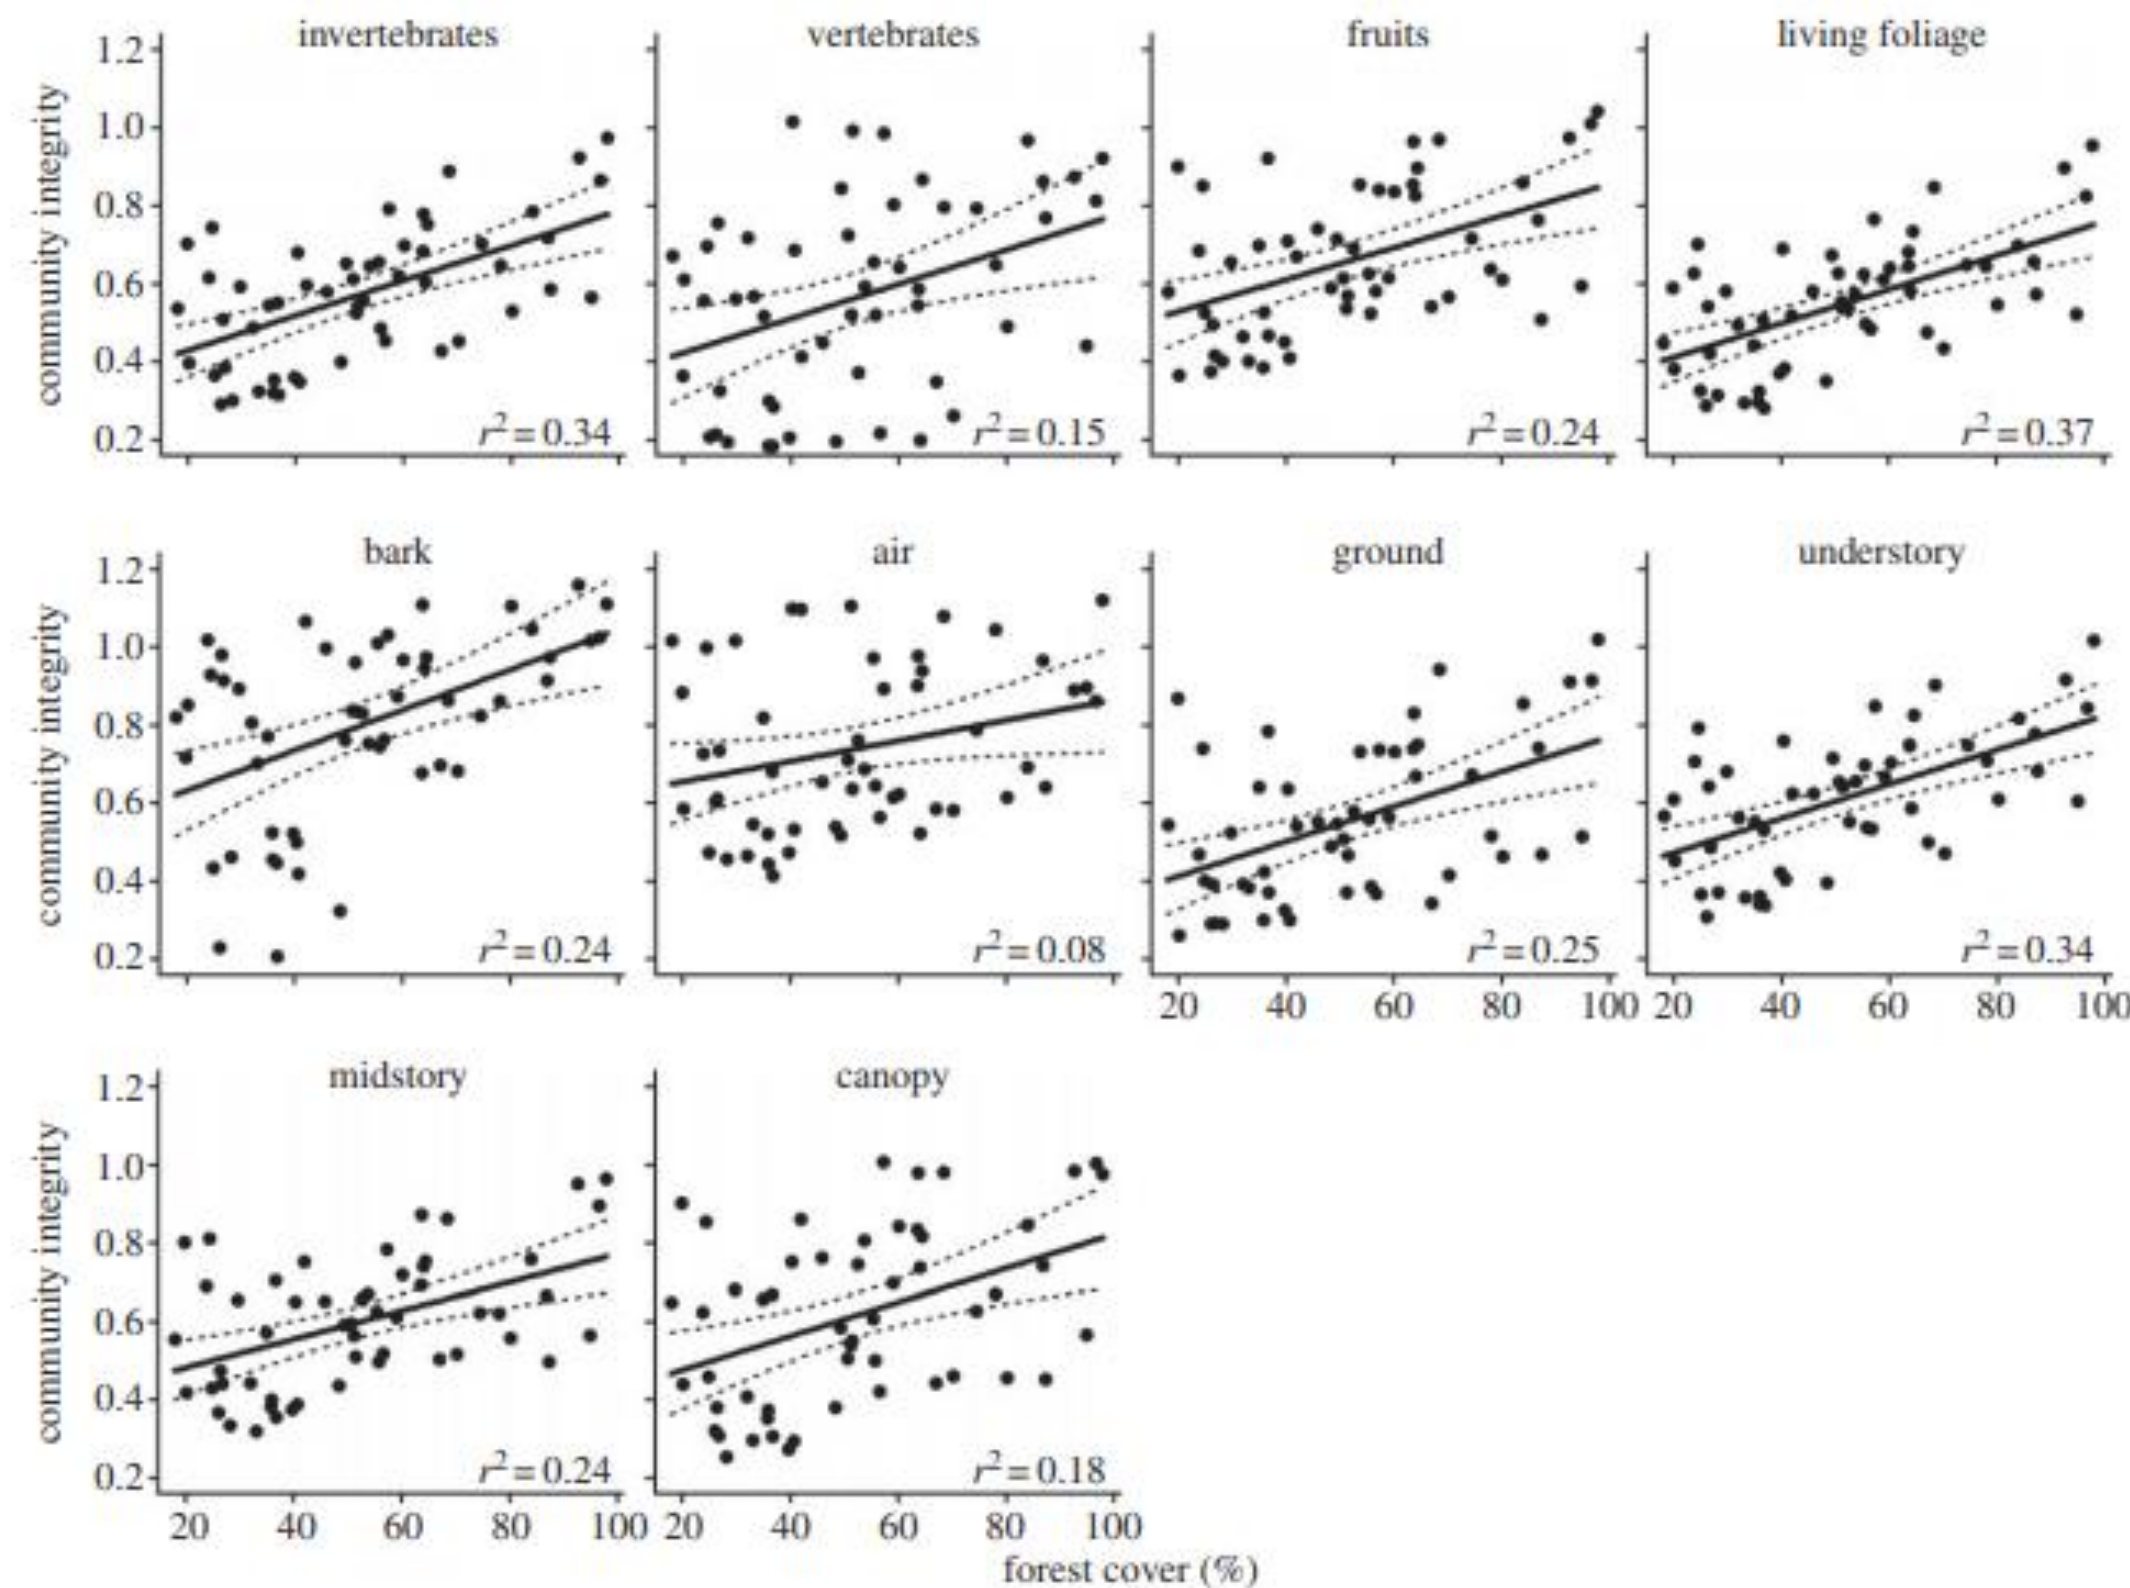 invertebrates vertebrates fruits living foliage
community integrity
1.2
1.0
0.8
0.6
0.4
0.2
r² = 0.34 r² = 0.15 r² = 0.24 r² = 0.37
bark air ground understory
community integrity
1.2
1.0
0.8
0.6
0.4
0.2
r² = 0.24 r² = 0.08 r² = 0.25 r² = 0.34
20 40 60 80 100 20 40 60 80 100
midstory canopy
community integrity
1.2
1.0
0.8
0.6
0.4
0.2
r² = 0.24 r² = 0.18
20 40 60 80 100 20 40 60 80 100
forest cover (%)